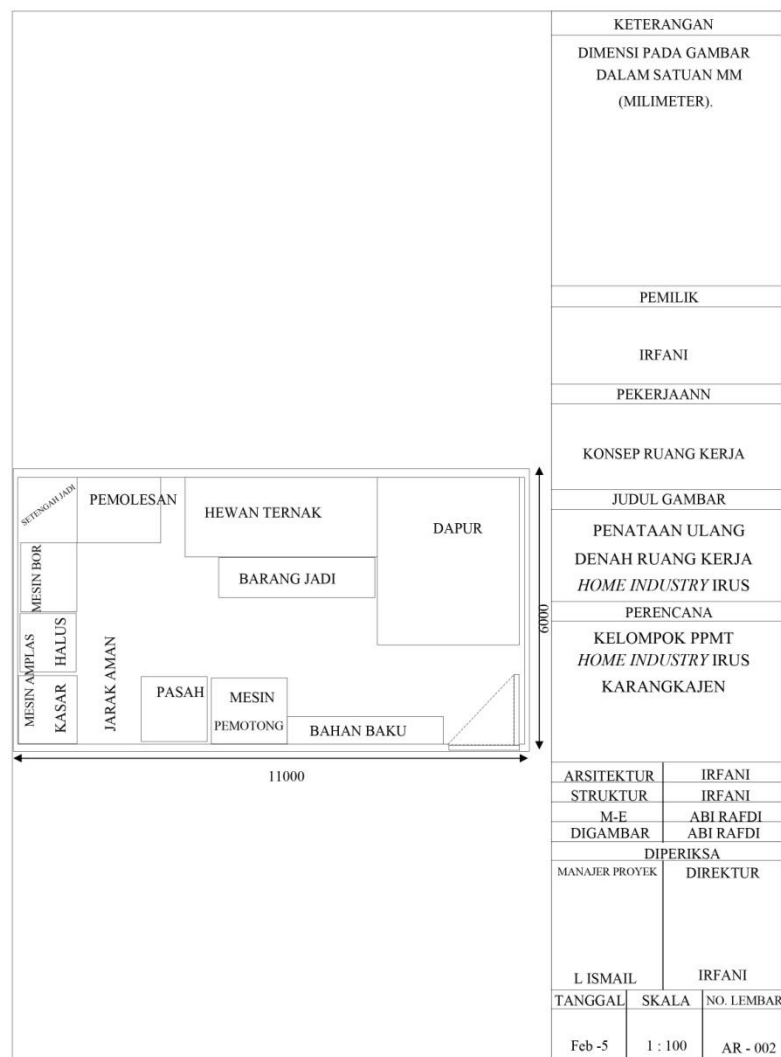 KETERANGAN
DIMENSI PADA GAMBAR
DALAM SATUAN MM
(MILIMETER).
PEMILIK
IRFANI
PEKERJAANN
KONSEP RUANG KERJA
JUDUL GAMBAR
PENATAAN ULANG
DENAH RUANG KERJA
HOME INDUSTRY IRUS
PERENCANA
KELOMPOK PPMT
HOME INDUSTRY IRUS
KARANGKAJEN
ARSITEKTUR IRFANI
STRUKTUR IRFANI
M-E ABI RAFDI
DIGAMBAR ABI RAFDI
DIPERIKSA
MANAJER PROYEK DIREKTUR
L ISMAIL IRFANI
TANGGAL SKALA NO. LEMBAR
Feb -5 1 : 100 AR - 002
SETENGAH JADI
PEMOLESAN
HEWAN TERNAK
DAPUR
MESIN BOR
BARANG JADI
MESIN AMPLAS
HALUS
KASAR
JARAK AMAN
PASAH
MESIN
PEMOTONG
BAHAN BAKU
6000
11000